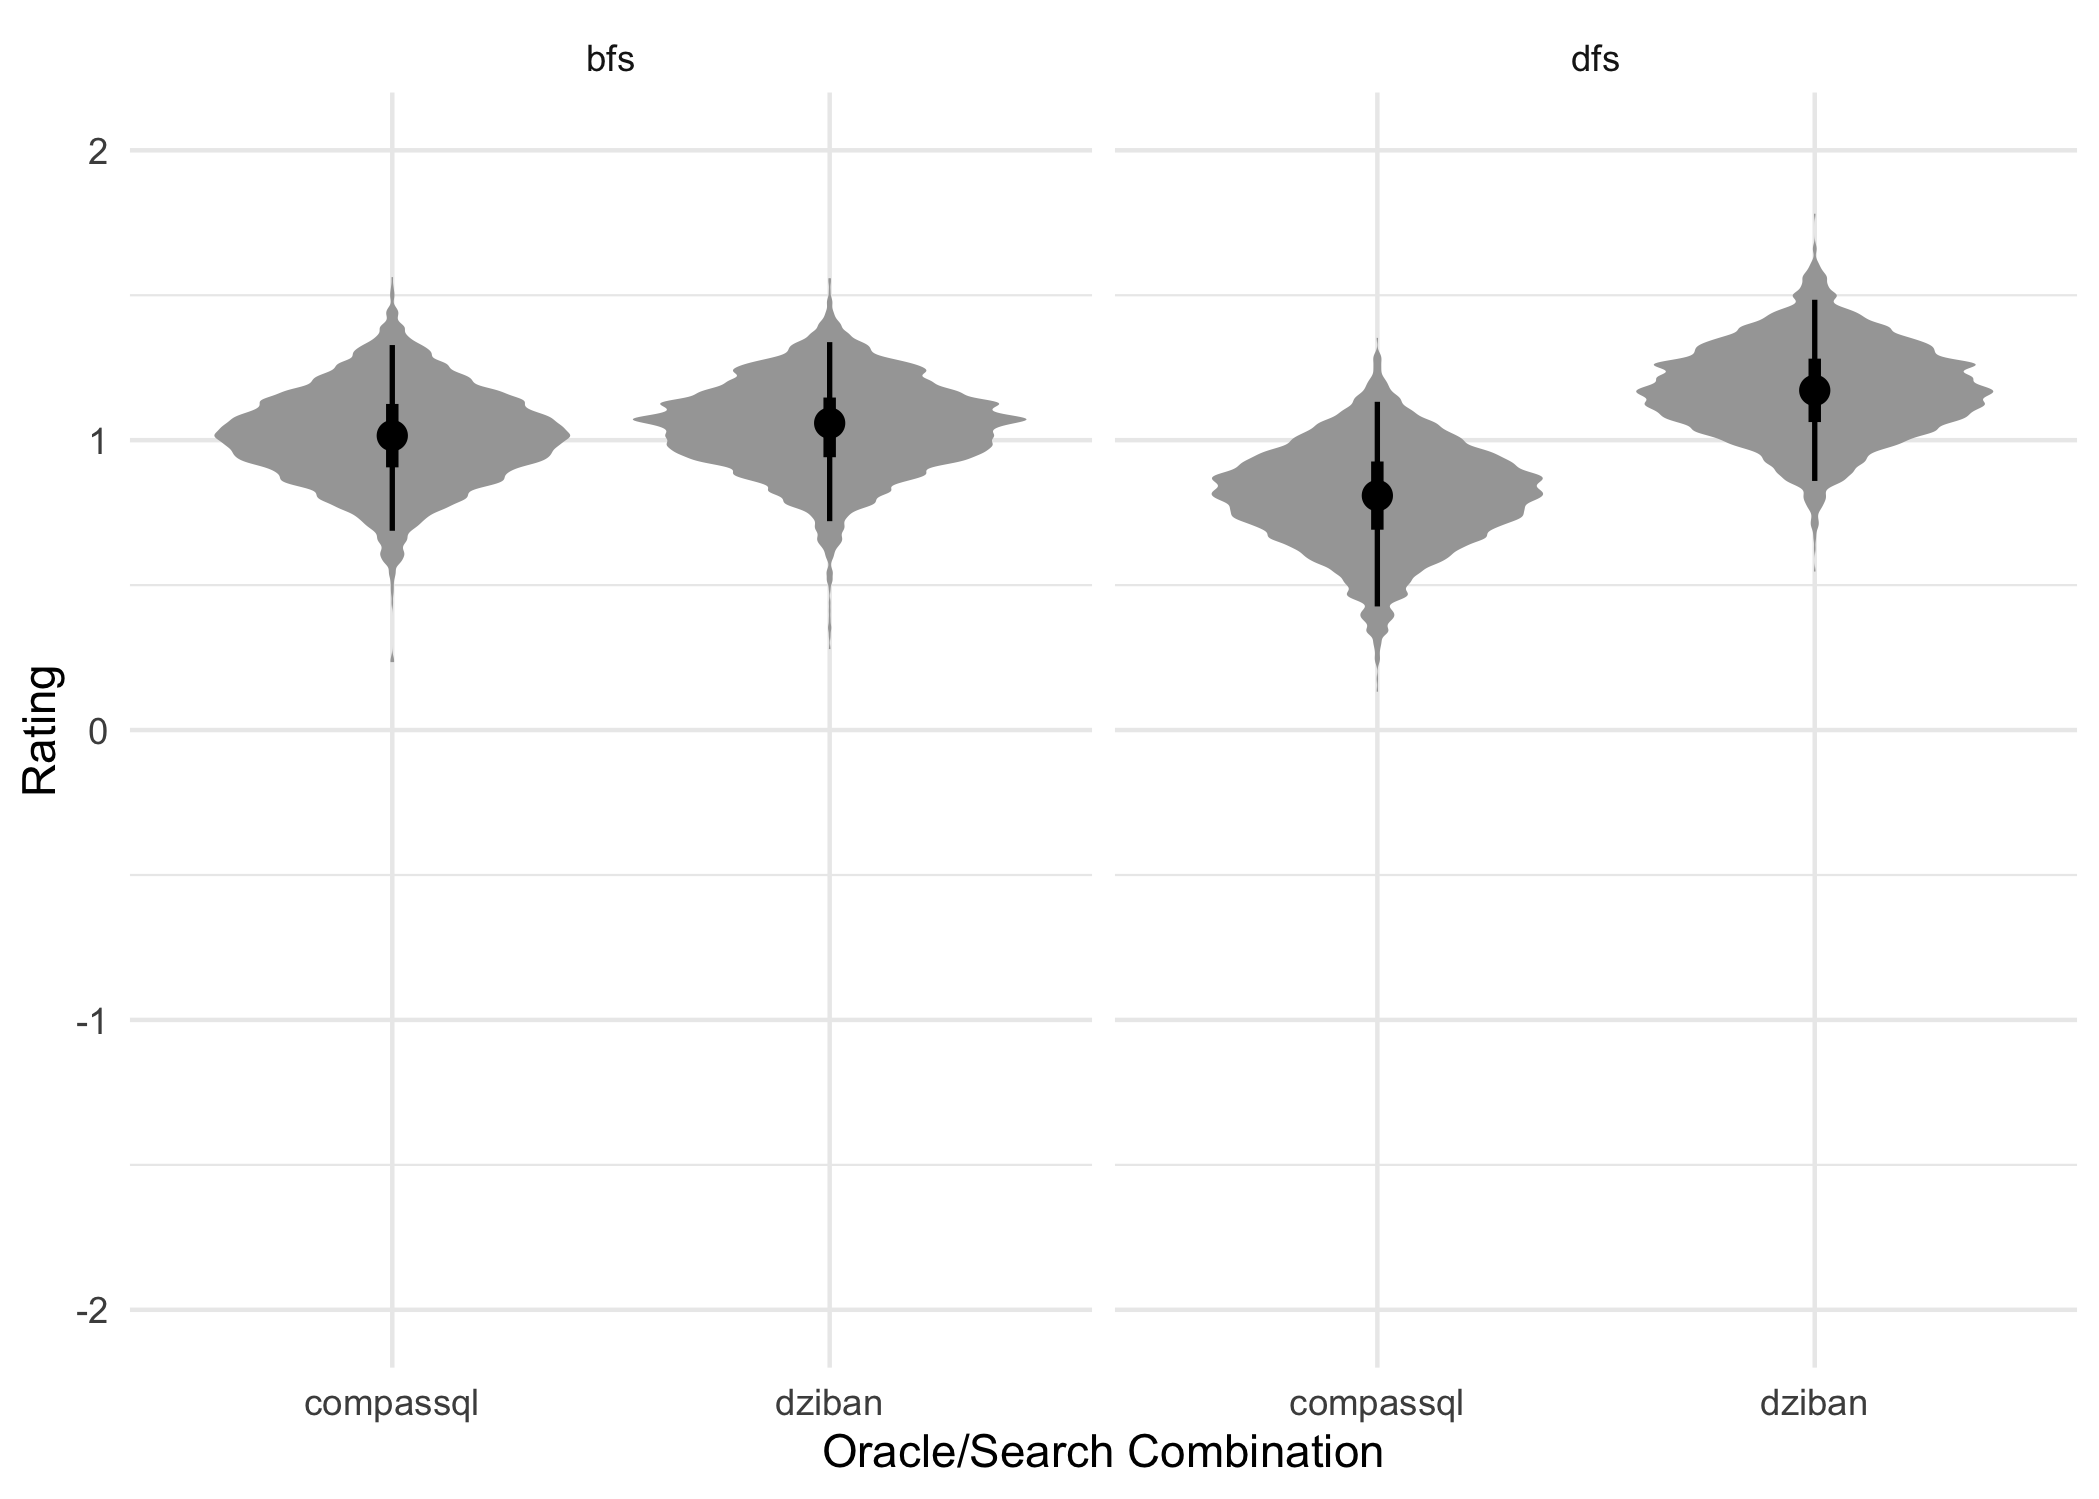 bfs
dfs
2
1
0
-1
-2
Rating
compassql
dziban
compassql
dziban
Oracle/Search Combination